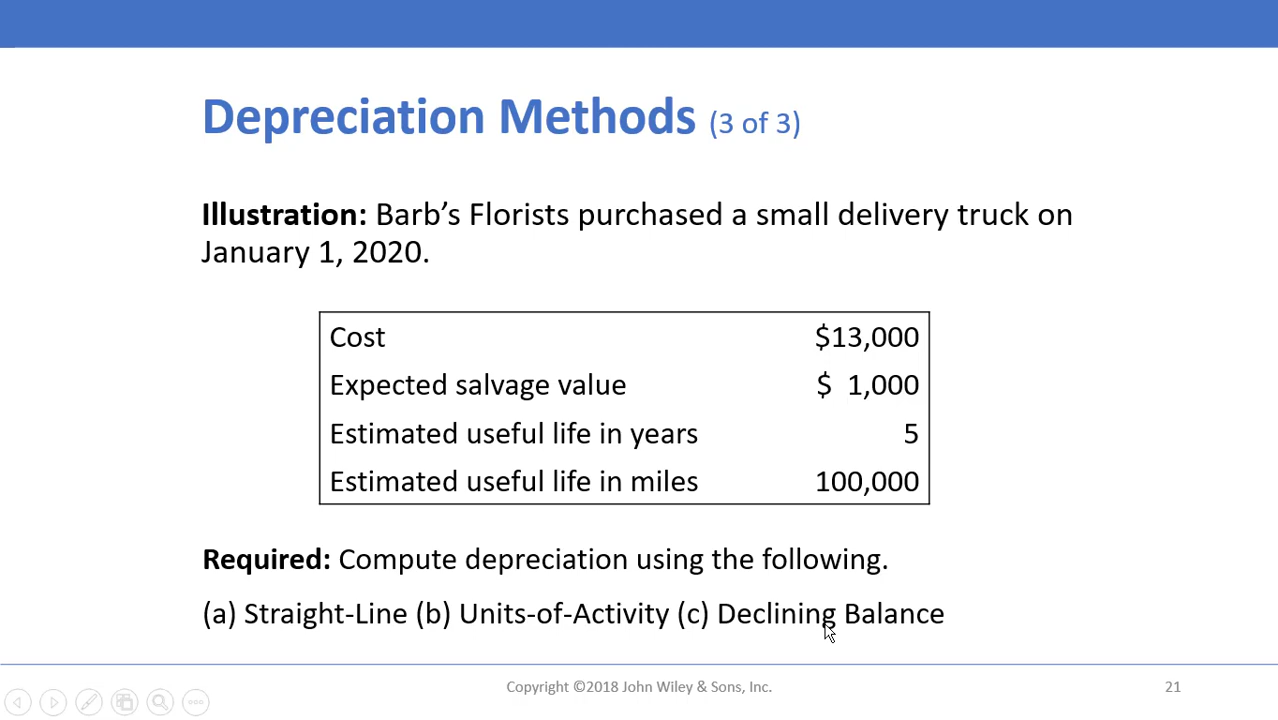 Depreciation Methods (3 of 3)
Illustration: Barb’s Florists purchased a small delivery truck on
January 1, 2020.
Cost $13,000
Expected salvage value $ 1,000
Estimated useful life in years 5
Estimated useful life in miles 100,000
Required: Compute depreciation using the following.
(a) Straight-Line (b) Units-of-Activity (c) Declining Balance
Copyright ©2018 John Wiley & Sons, Inc. 21